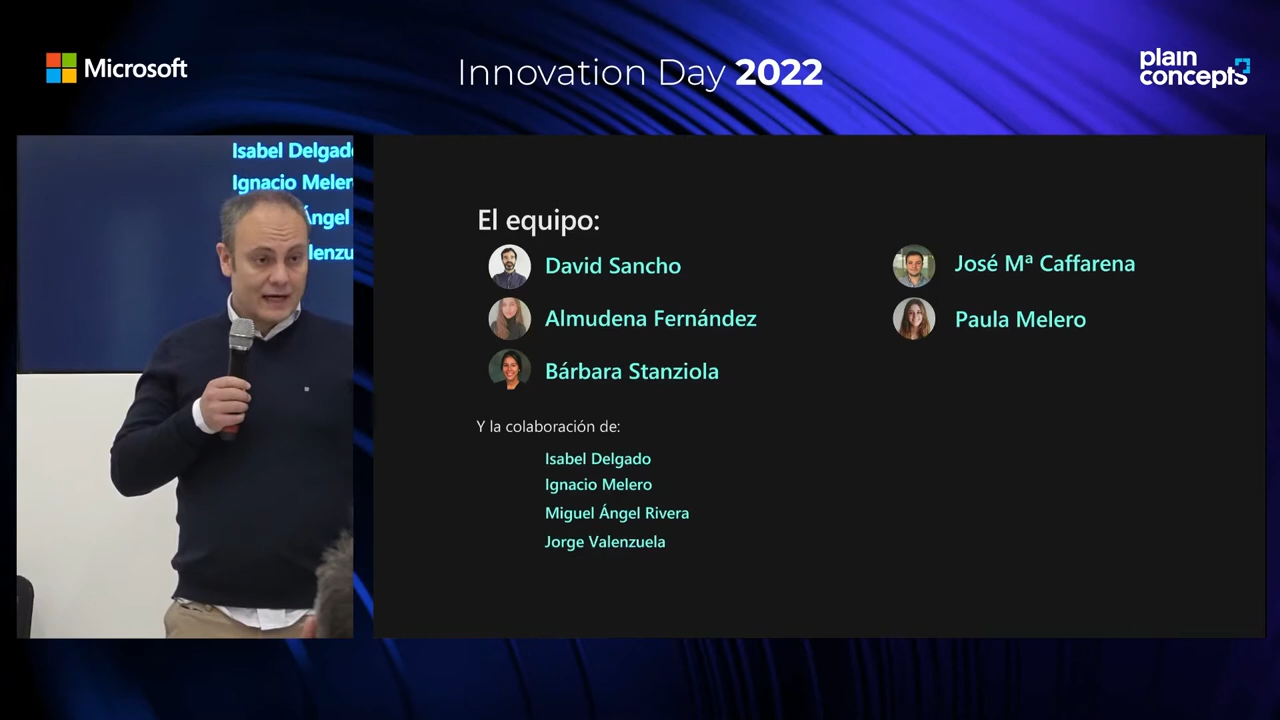 Microsoft
Innovation Day 2022
plain
concepts
Isabel Delgad
Ignacio Meler
Ángel
lenzu
El equipo:
David Sancho
José Mª Caffarena
Almudena Fernández
Paula Melero
Bárbara Stanziola
Y la colaboración de:
Isabel Delgado
Ignacio Melero
Miguel Ángel Rivera
Jorge Valenzuela